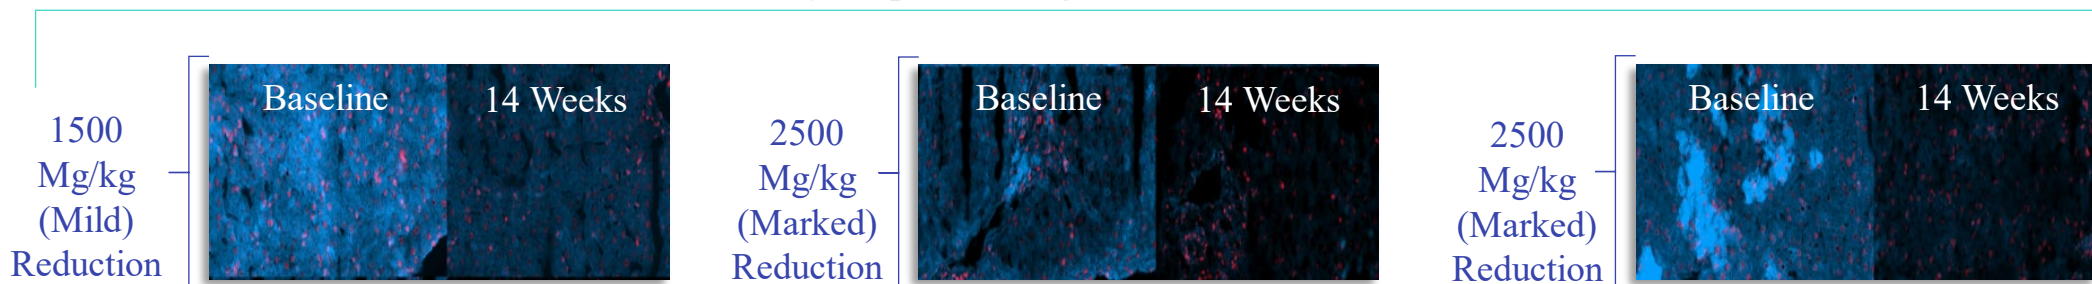 1500
Mg/kg
(Mild)
Reduction
Baseline
14 Weeks
2500
Mg/kg
(Marked)
Reduction
Baseline
14 Weeks
2500
Mg/kg
(Marked)
Reduction
Baseline
14 Weeks